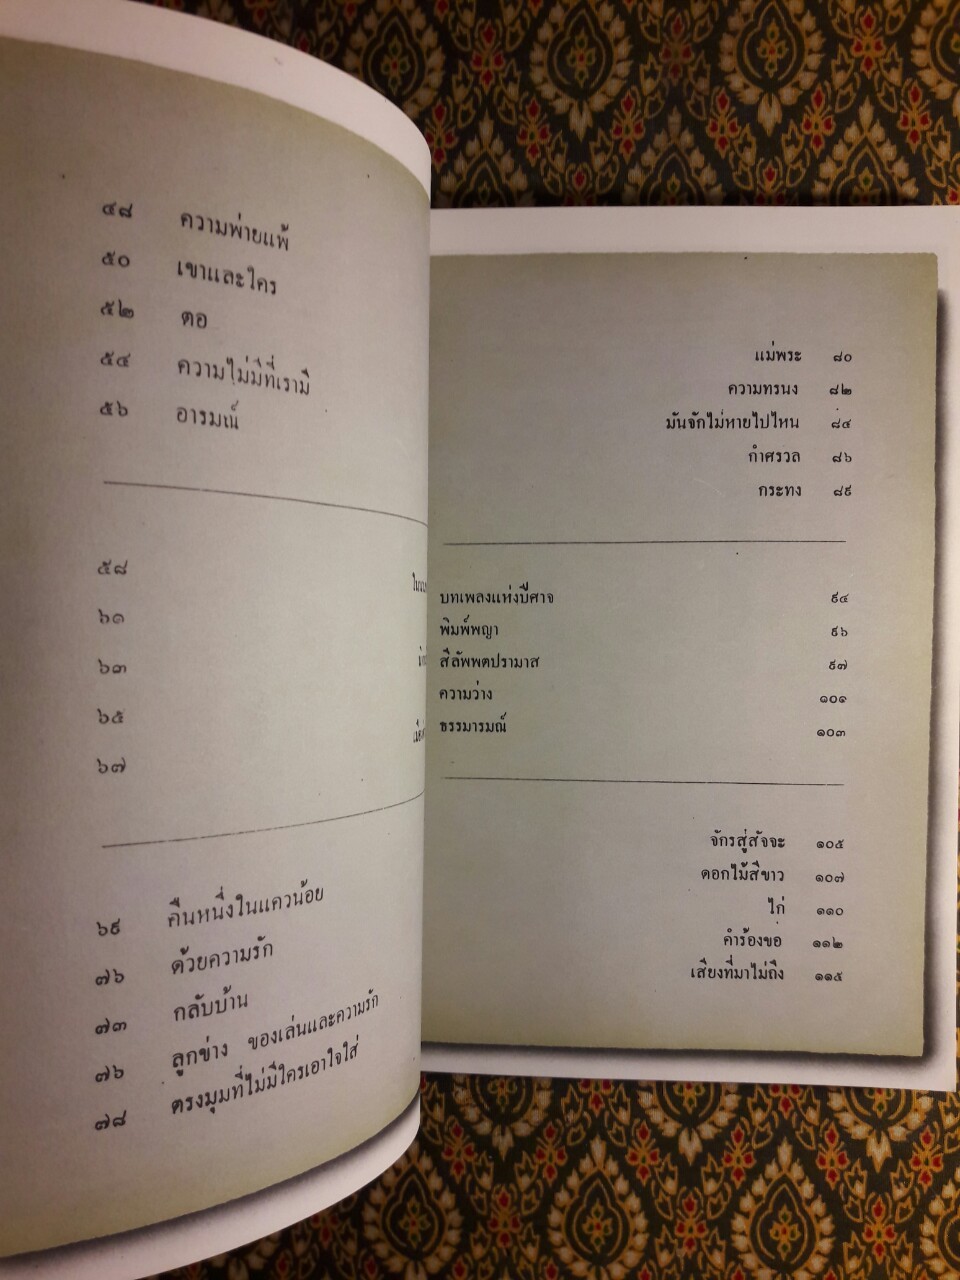 ๔๘ ความพ่ายแพ้
๕๐ เขาและใคร
๕๒ ตอ
๕๔ ความไม่มีที่เรามี
๕๖ อารมณ์
๕๘
๖๑
๖๓
๖๕
๖๗
๖๙ คืนหนึ่งในแควน้อย
๗๖ ด้วยความรัก
๗๓ กลับบ้าน
๗๖ ลูกข่าง ของเล่นและความรัก
๗๘ ตรงมุมที่ไม่มีใครเอาใจใส่
แม่พระ ๘๐
ความทรนง ๘๒
มันจักไม่หายไปไหน ๘๔
กำศรวล ๘๖
กระทง ๘๙
บทเพลงแห่งปีศาจ ๙๔
พิมพ์พญา ๙๖
สีลัพพตปรามาส ๙๗
ความว่าง ๑๐๑
ธรรมารมณ์ ๑๐๓
จักรสู่สัจจะ ๑๐๕
ดอกไม้สีขาว ๑๐๗
ไก่ ๑๑๐
คำร้องขอ ๑๑๒
เสียงที่มาไม่ถึง ๑๑๕